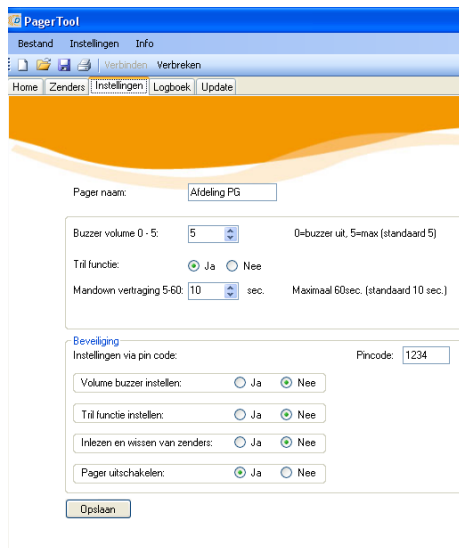 PagerTool
Bestand Instellingen Info
Verbinden Verbreken
Home Zenders Instellingen Logboek Update
Pager naam: Afdeling PG
Buzzer volume 0 - 5: 5 0=buzzer uit, 5=max (standaard 5)
Tril functie: Ja Nee
Mandown vertraging 5-60: 10 sec. Maximaal 60sec. (standaard 10 sec.)
Beveiliging
Instellingen via pin code: Pincode: 1234
Volume buzzer instellen: Ja Nee
Tril functie instellen: Ja Nee
Inlezen en wissen van zenders: Ja Nee
Pager uitschakelen: Ja Nee
Opslaan